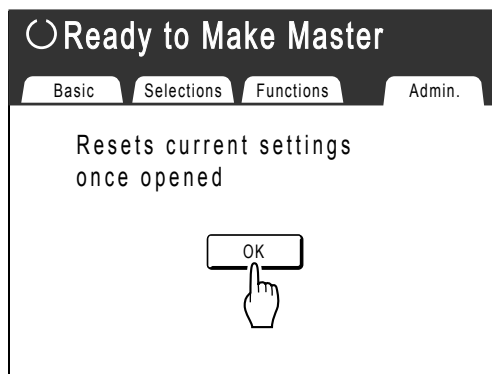 Ready to Make Master
Basic Selections Functions Admin.
Resets current settings
once opened
OK